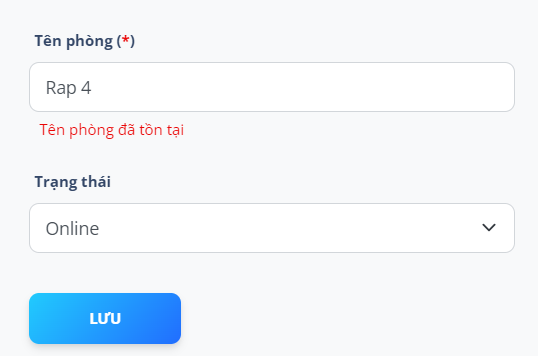 Tên phòng (*)
Rap 4
Tên phòng đã tồn tại
Trạng thái
Online
LƯU